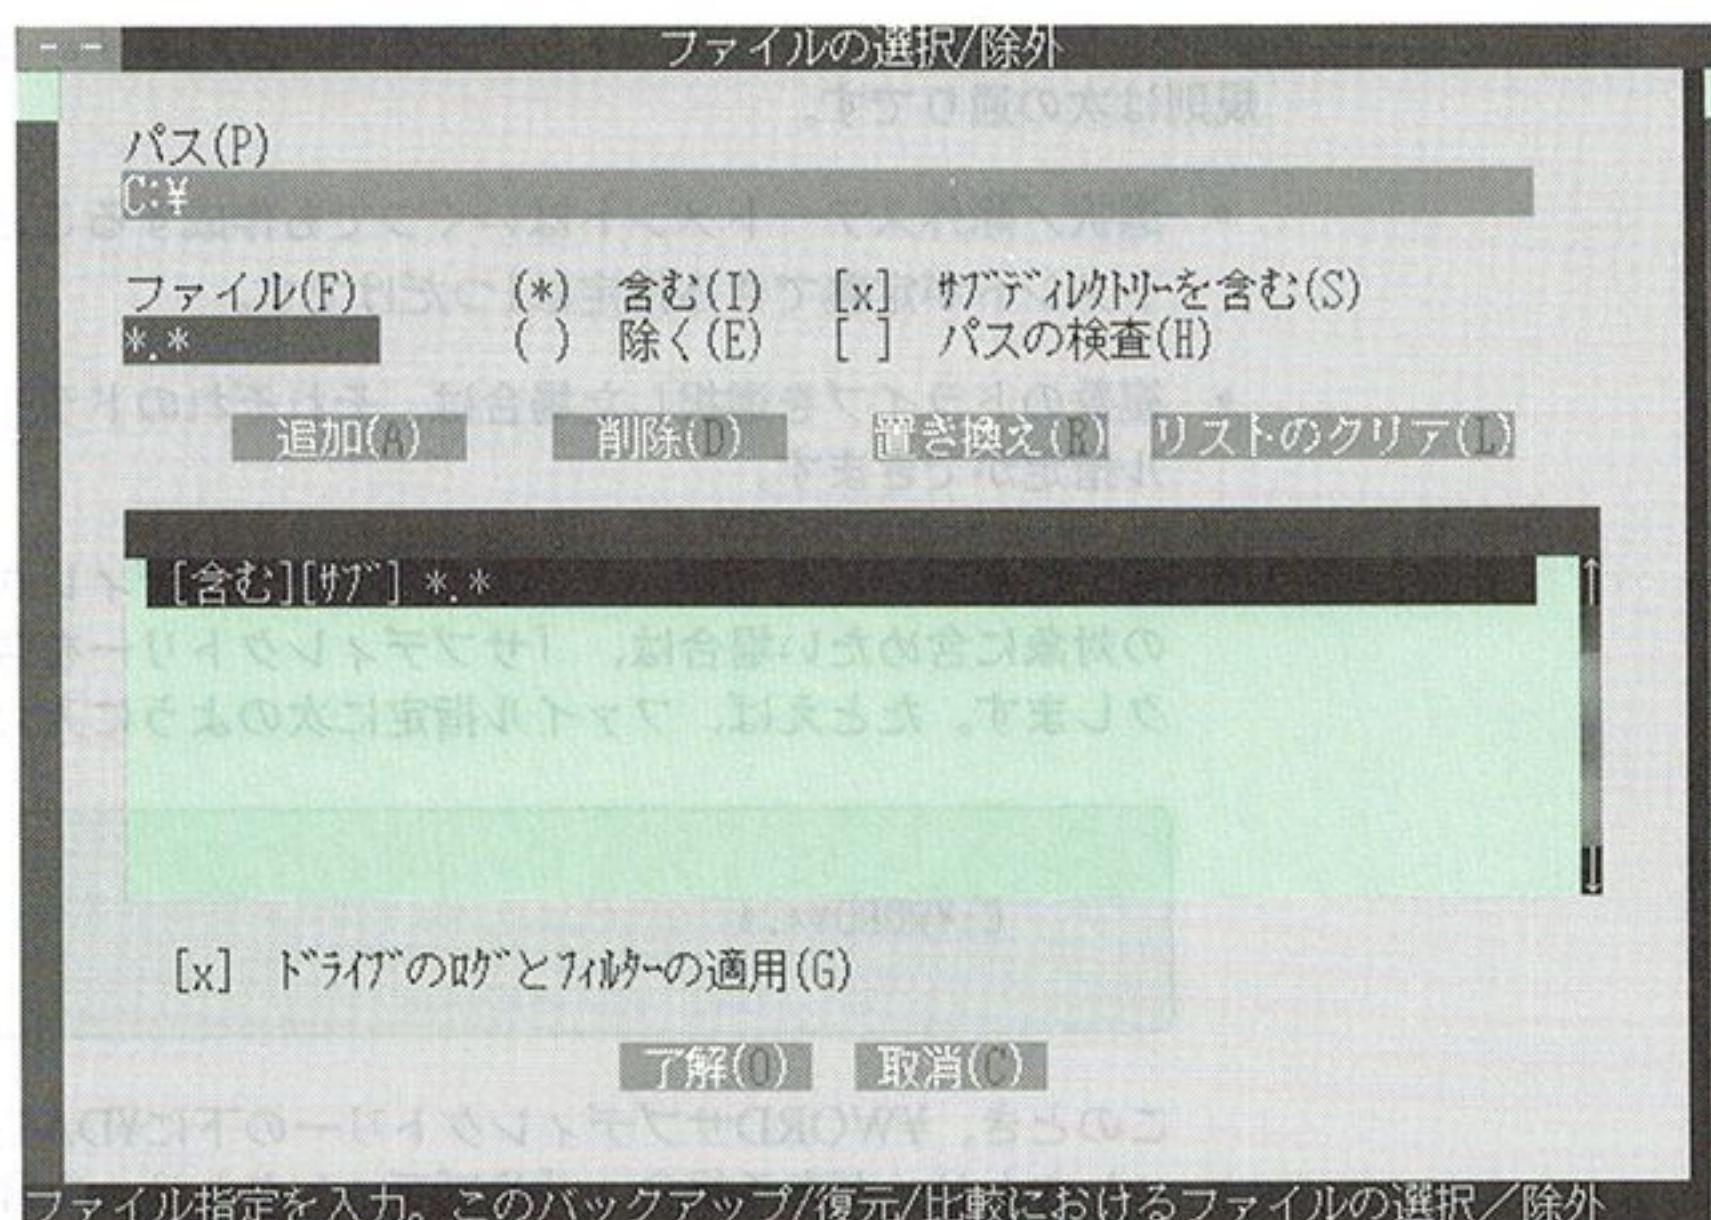 ファイルの選択/除外
パス(P)
C:¥
ファイル(F) (*) 含む(I) [x] ｻﾌﾞﾃﾞｨﾚｸﾄﾘｰを含む(S)
*.* ( ) 除く(E) [ ] パスの検査(H)
追加(A) 削除(D) 置き換え(R) リストのクリア(L)
[含む][ｻﾌﾞ] *.*
[x] ﾄﾞﾗｲﾌﾞのﾛｸﾞとﾌｨﾙﾀｰの適用(G)
了解(O) 取消(C)
ファイル指定を入力。このバックアップ/復元/比較におけるファイルの選択／除外